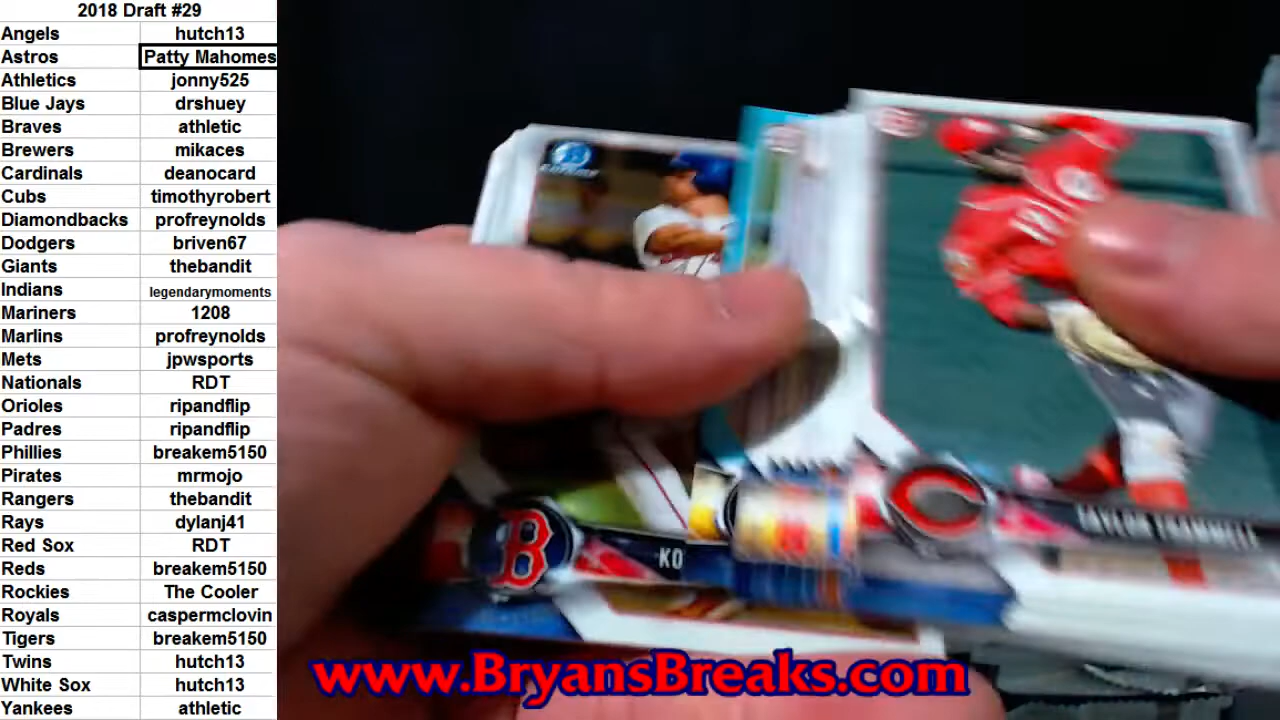 2018 Draft #29
Angels hutch13
Astros Patty Mahomes
Athletics jonny525
Blue Jays drshuey
Braves athletic
Brewers mikaces
Cardinals deanocard
Cubs timothyrobert
Diamondbacks profreynolds
Dodgers briven67
Giants thebandit
Indians legendarymoments
Mariners 1208
Marlins profreynolds
Mets jpwsports
Nationals RDT
Orioles ripandflip
Padres ripandflip
Phillies breakem5150
Pirates mrmojo
Rangers thebandit
Rays dylanj41
Red Sox RDT
Reds breakem5150
Rockies The Cooler
Royals caspermclovin
Tigers breakem5150
Twins hutch13
White Sox hutch13
Yankees athletic
B
KO
C
TAYLOR TRAMMELL
www.BryansBreaks.com